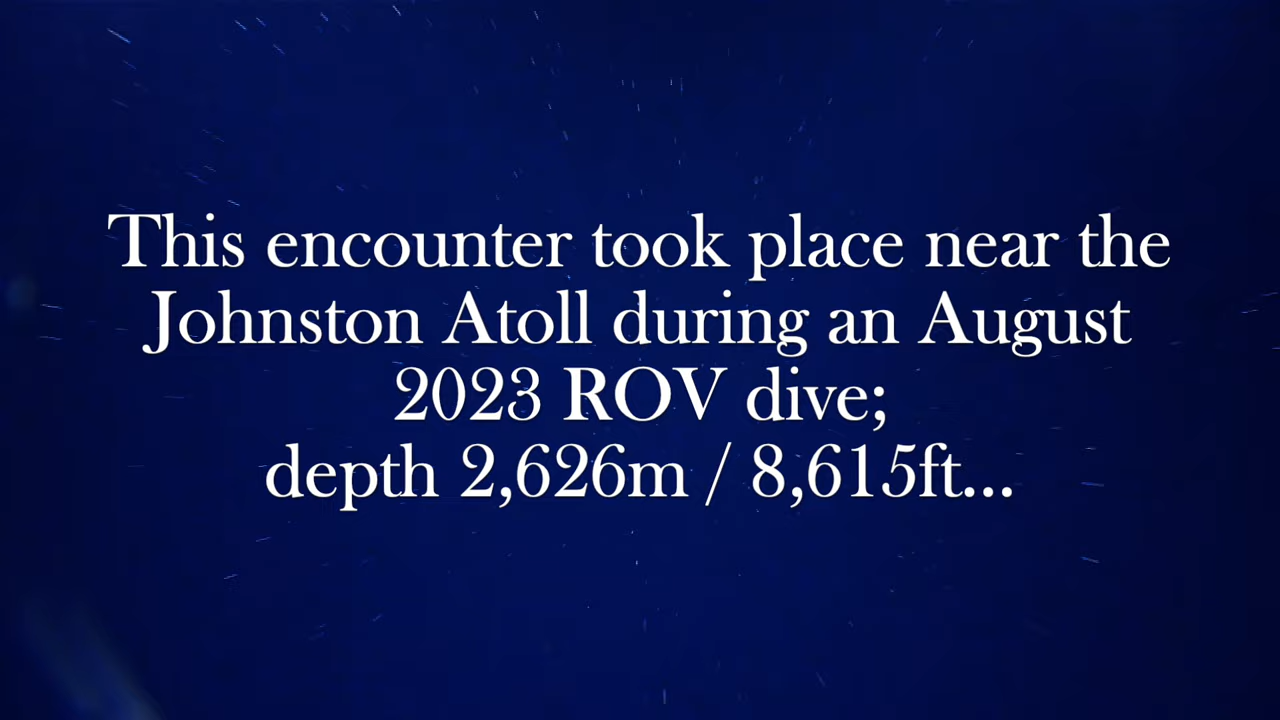 This encounter took place near the
Johnston Atoll during an August
2023 ROV dive;
depth 2,626m / 8,615ft...